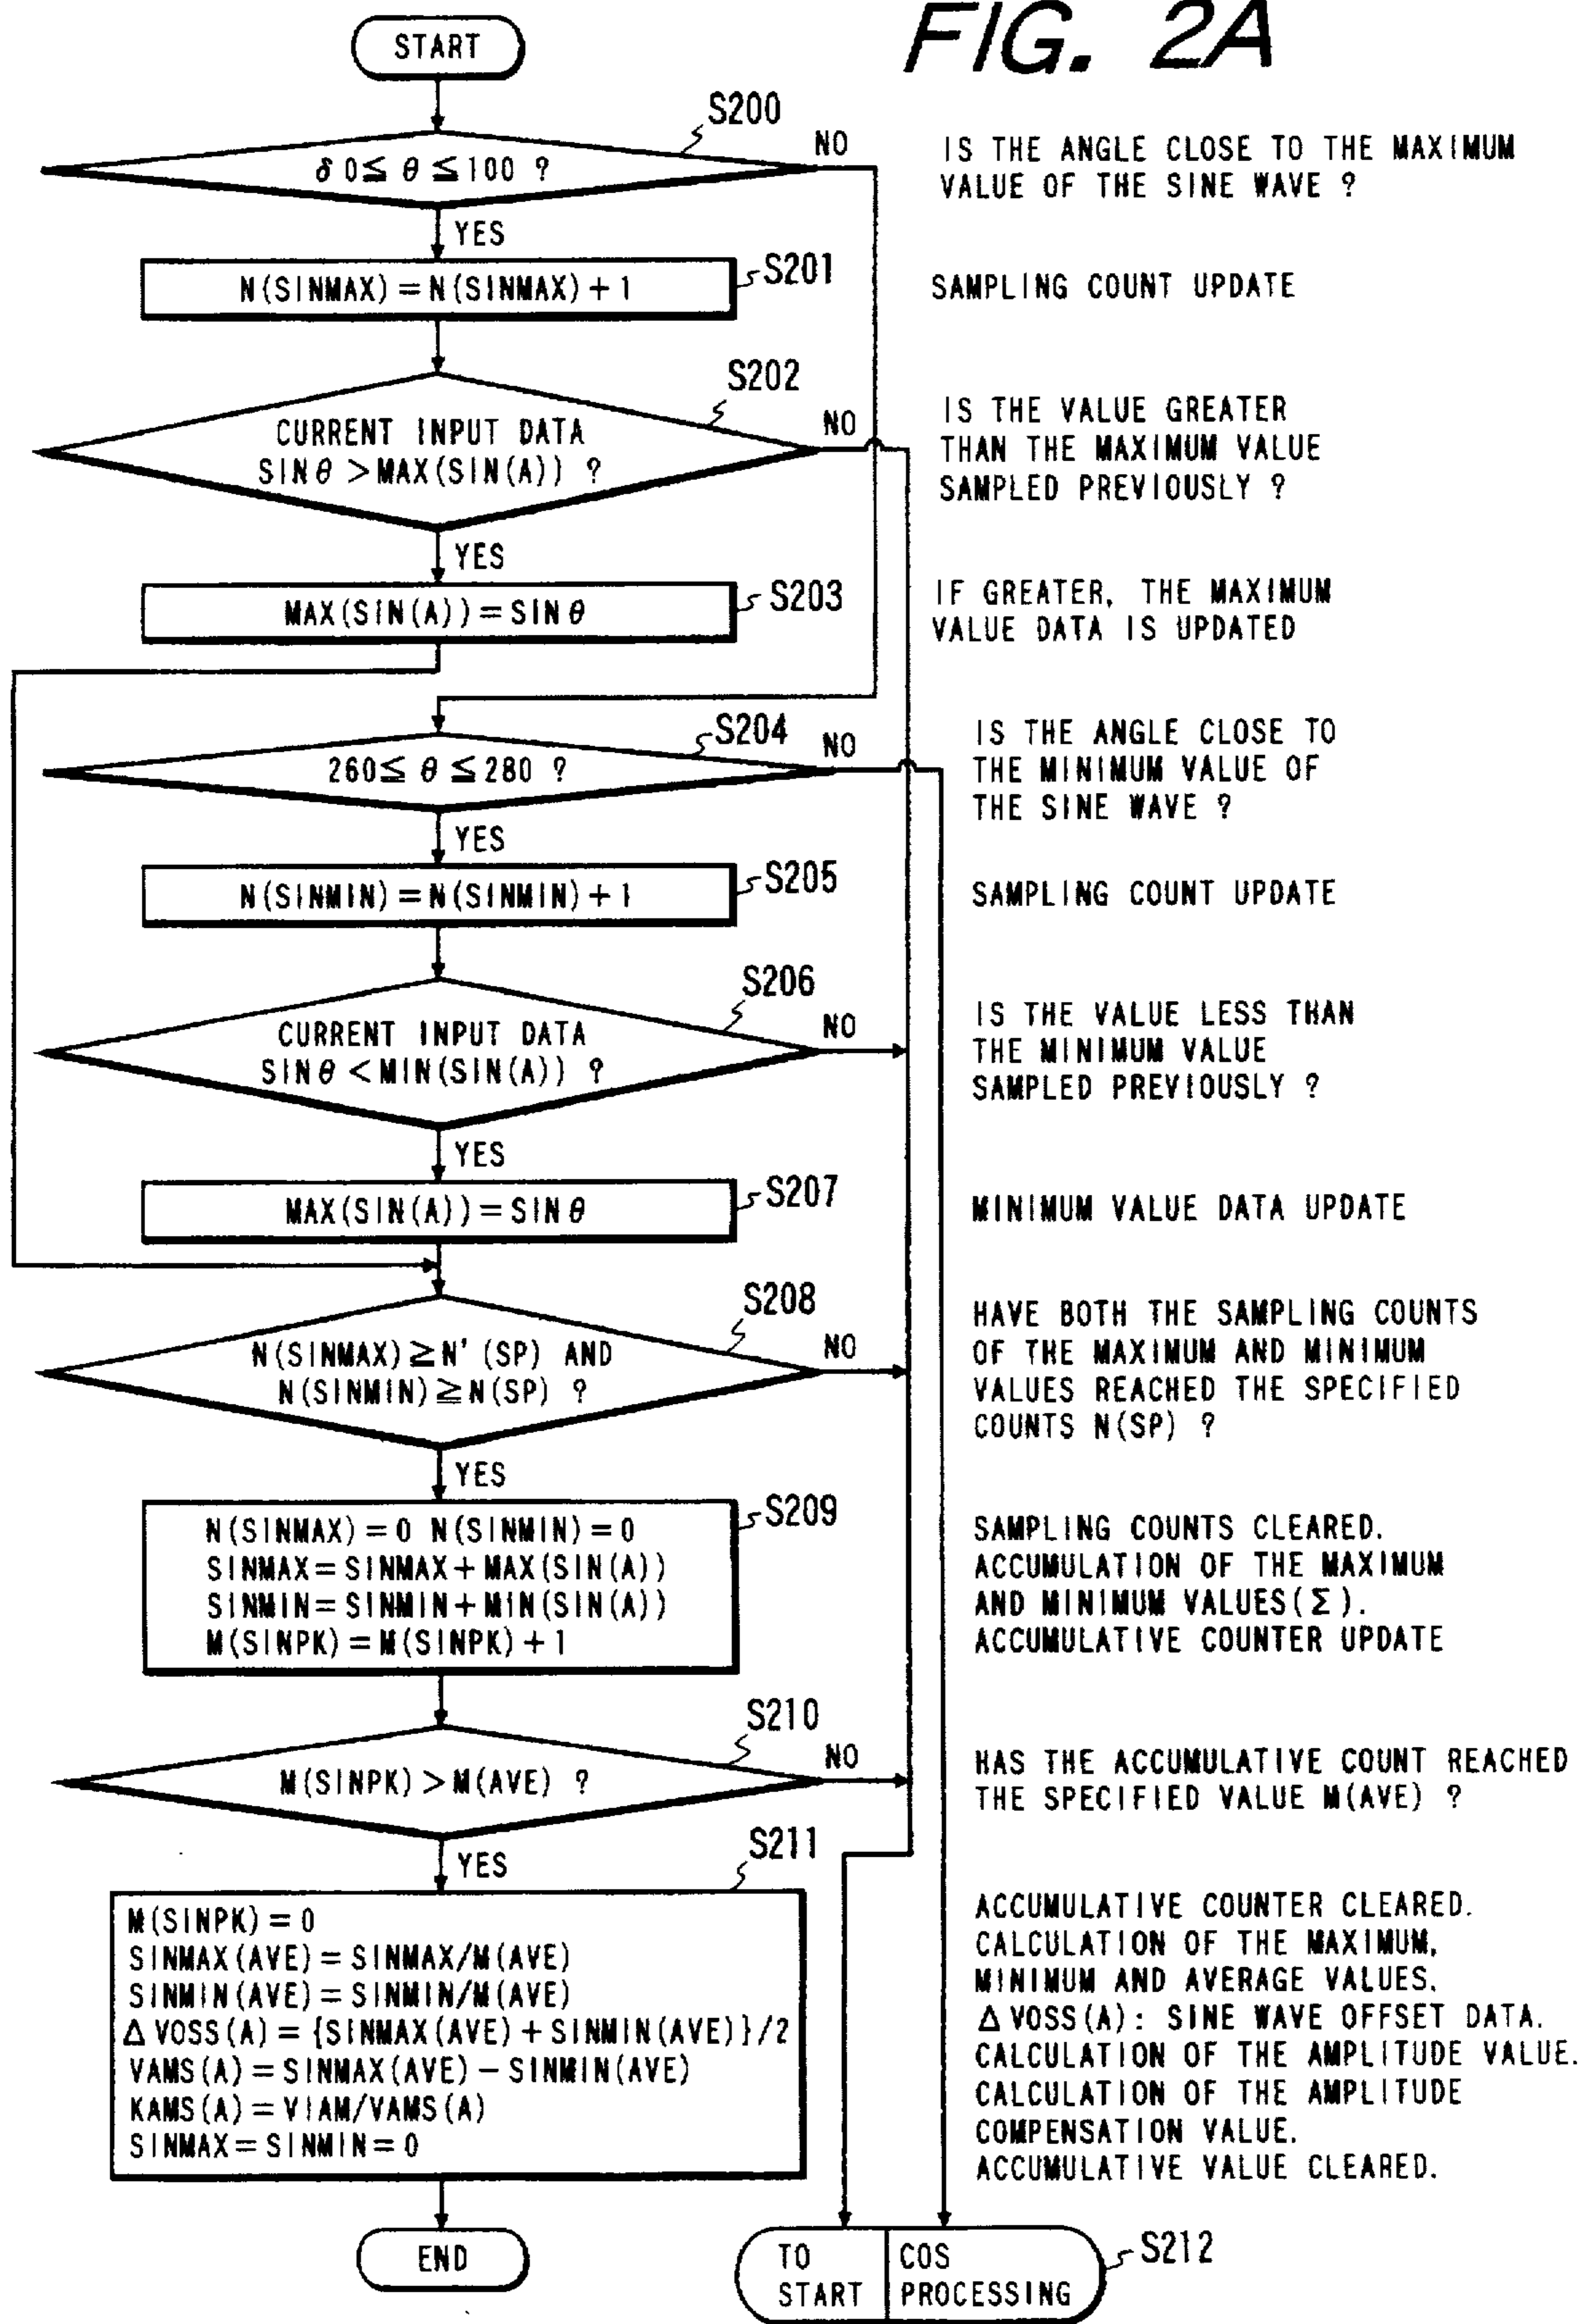 FIG. 2A
START
S200
δ 0≤ θ ≤100 ?
NO
YES
IS THE ANGLE CLOSE TO THE MAXIMUM
VALUE OF THE SINE WAVE ?
S201
N(SINMAX)=N(SINMAX)+1
SAMPLING COUNT UPDATE
S202
CURRENT INPUT DATA
SINθ >MAX(SIN(A)) ?
NO
YES
IS THE VALUE GREATER
THAN THE MAXIMUM VALUE
SAMPLED PREVIOUSLY ?
S203
MAX(SIN(A))=SINθ
IF GREATER, THE MAXIMUM
VALUE DATA IS UPDATED
S204
260≤ θ ≤280 ?
NO
YES
IS THE ANGLE CLOSE TO
THE MINIMUM VALUE OF
THE SINE WAVE ?
S205
N(SINMIN)=N(SINMIN)+1
SAMPLING COUNT UPDATE
S206
CURRENT INPUT DATA
SINθ <MIN(SIN(A)) ?
NO
YES
IS THE VALUE LESS THAN
THE MINIMUM VALUE
SAMPLED PREVIOUSLY ?
S207
MAX(SIN(A))=SINθ
MINIMUM VALUE DATA UPDATE
S208
N(SINMAX)≧N'(SP) AND
N(SINMIN)≧N(SP) ?
NO
YES
HAVE BOTH THE SAMPLING COUNTS
OF THE MAXIMUM AND MINIMUM
VALUES REACHED THE SPECIFIED
COUNTS N(SP) ?
S209
N(SINMAX)=0 N(SINMIN)=0
SINMAX=SINMAX+MAX(SIN(A))
SINMIN=SINMIN+MIN(SIN(A))
M(SINPK)=M(SINPK)+1
SAMPLING COUNTS CLEARED.
ACCUMULATION OF THE MAXIMUM
AND MINIMUM VALUES(Σ).
ACCUMULATIVE COUNTER UPDATE
S210
M(SINPK)>M(AVE) ?
NO
YES
HAS THE ACCUMULATIVE COUNT REACHED
THE SPECIFIED VALUE M(AVE) ?
S211
M(SINPK)=0
SINMAX(AVE)=SINMAX/M(AVE)
SINMIN(AVE)=SINMIN/M(AVE)
Δ VOSS(A)={SINMAX(AVE)+SINMIN(AVE)}/2
VAMS(A)=SINMAX(AVE)-SINMIN(AVE)
KAMS(A)=VIAM/VAMS(A)
SINMAX=SINMIN=0
ACCUMULATIVE COUNTER CLEARED.
CALCULATION OF THE MAXIMUM,
MINIMUM AND AVERAGE VALUES.
Δ VOSS(A): SINE WAVE OFFSET DATA.
CALCULATION OF THE AMPLITUDE VALUE.
CALCULATION OF THE AMPLITUDE
COMPENSATION VALUE.
ACCUMULATIVE VALUE CLEARED.
END
TO
START
COS
PROCESSING
S212